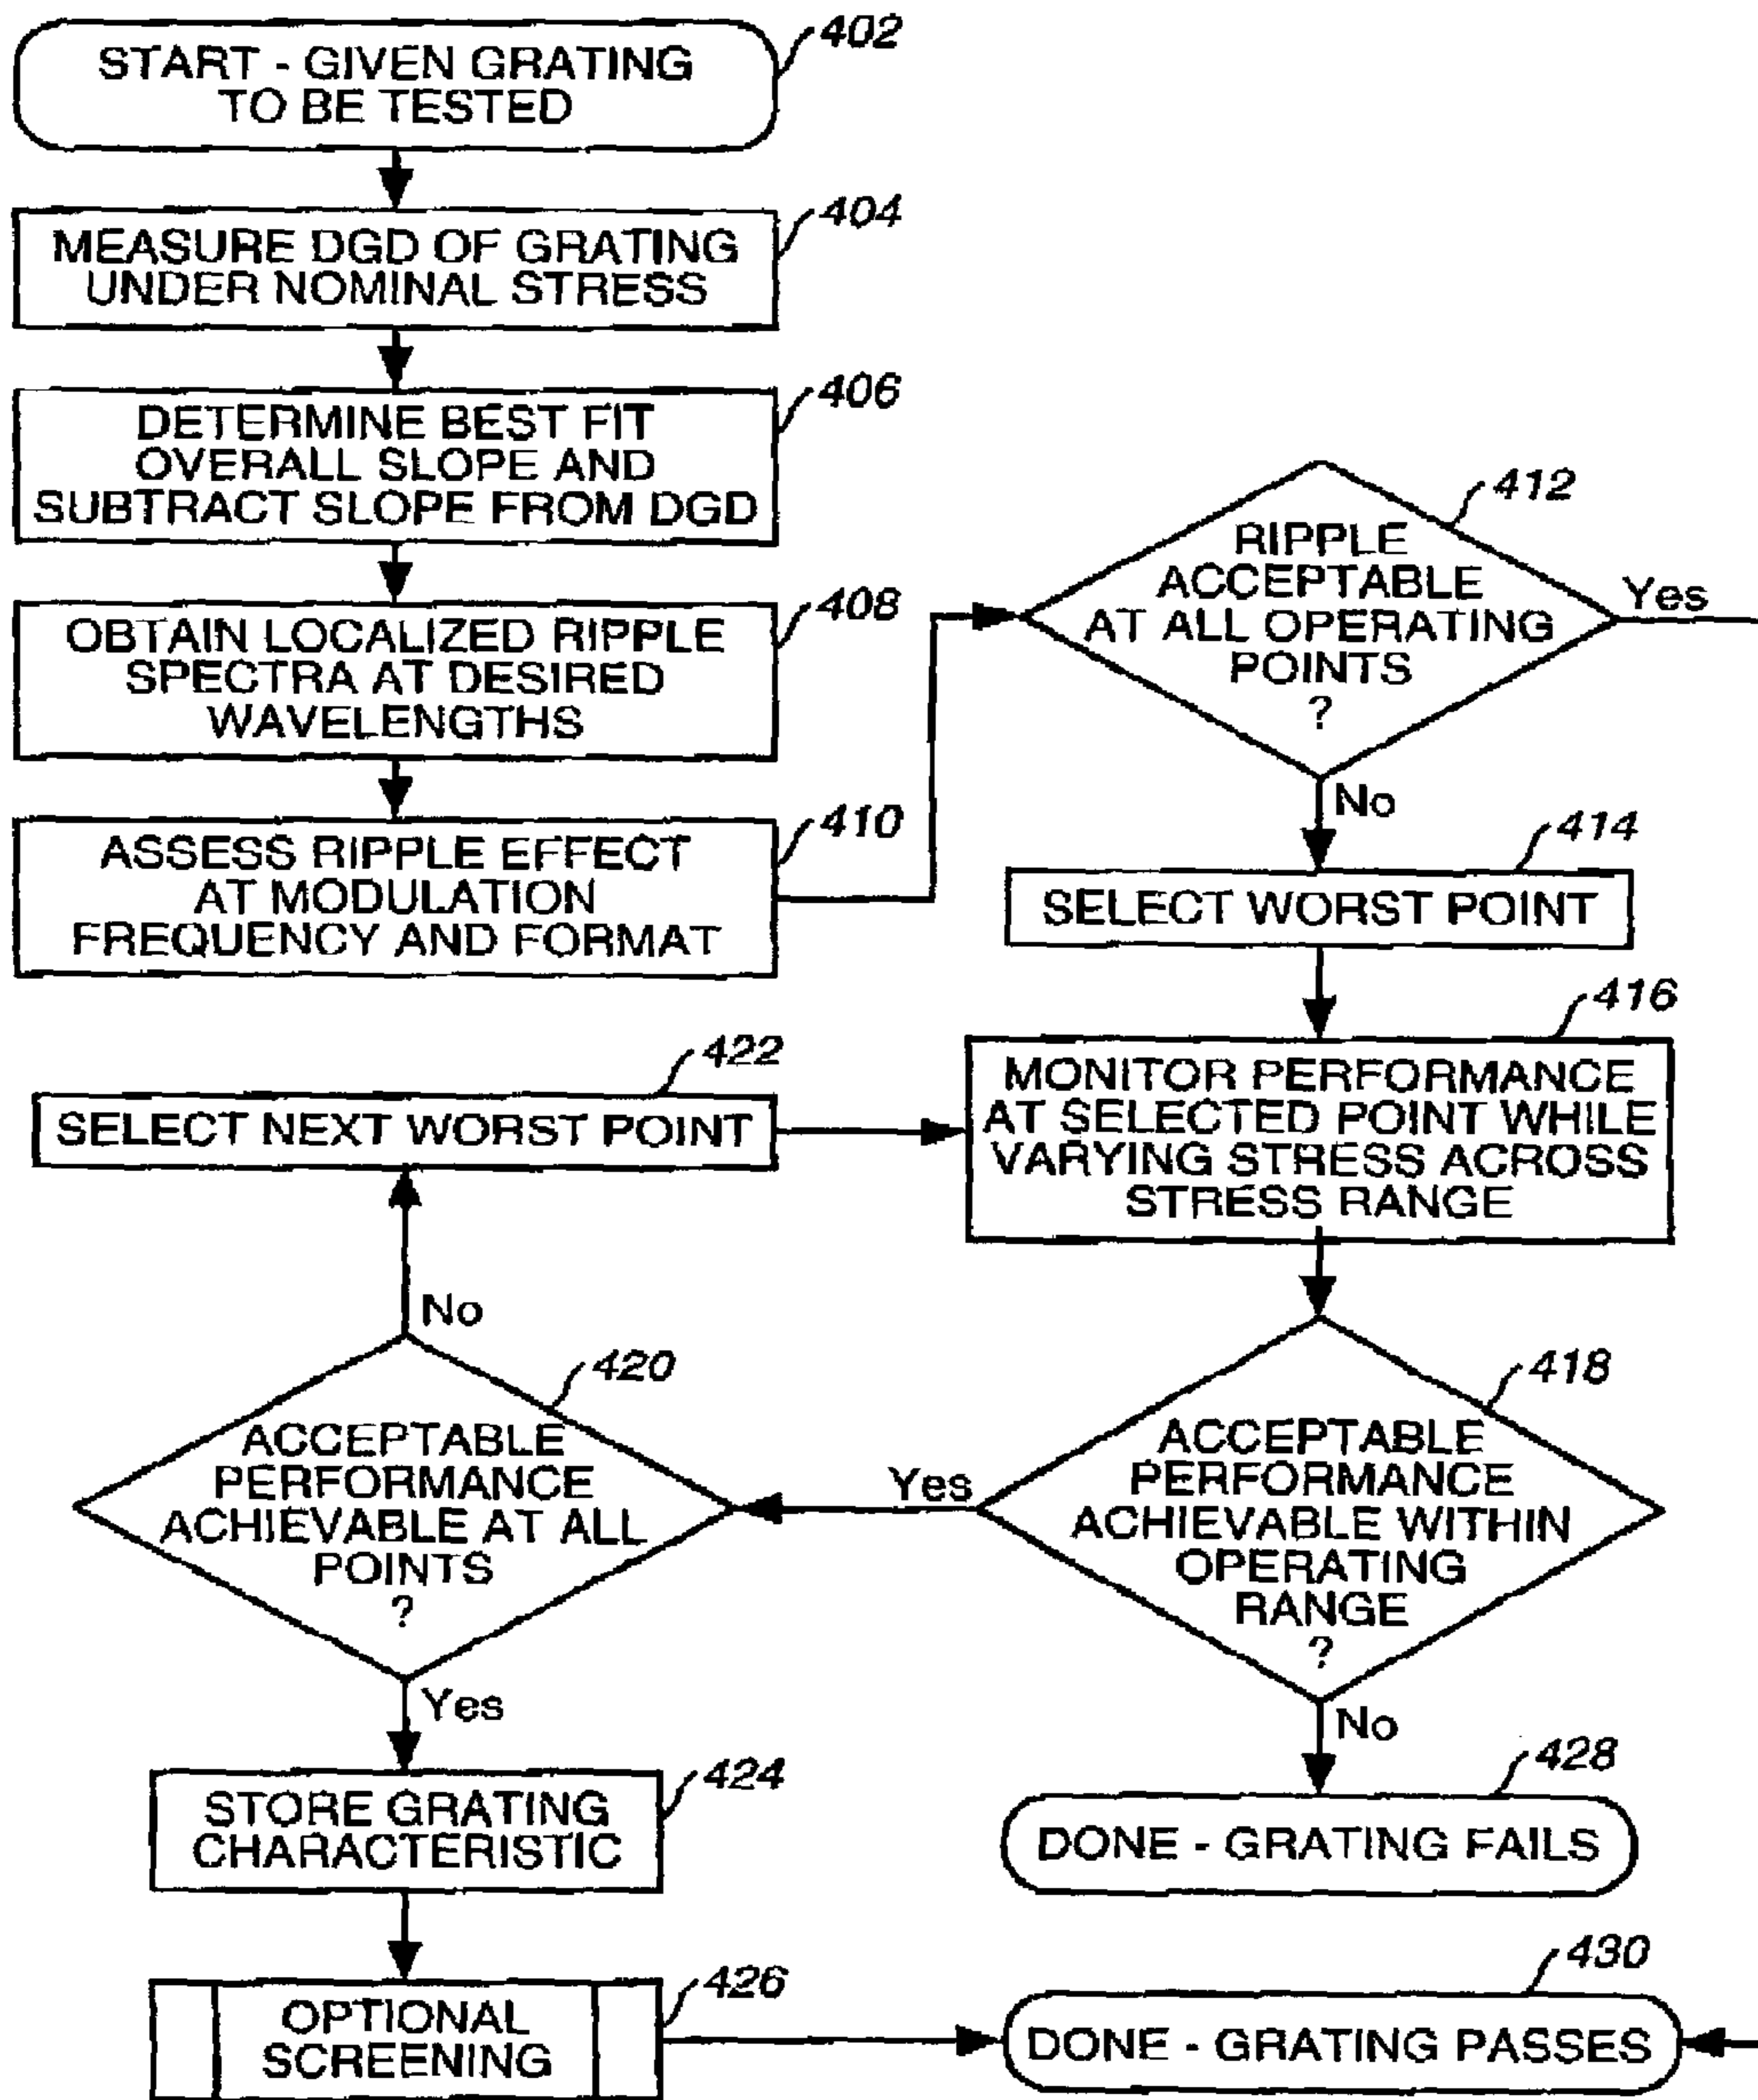 START - GIVEN GRATING
TO BE TESTED
402
MEASURE DGD OF GRATING
UNDER NOMINAL STRESS
404
DETERMINE BEST FIT
OVERALL SLOPE AND
SUBTRACT SLOPE FROM DGD
406
OBTAIN LOCALIZED RIPPLE
SPECTRA AT DESIRED
WAVELENGTHS
408
ASSESS RIPPLE EFFECT
AT MODULATION
FREQUENCY AND FORMAT
410
RIPPLE
ACCEPTABLE
AT ALL OPERATING
POINTS
?
412
Yes
No
SELECT WORST POINT
414
MONITOR PERFORMANCE
AT SELECTED POINT WHILE
VARYING STRESS ACROSS
STRESS RANGE
416
ACCEPTABLE
PERFORMANCE
ACHIEVABLE WITHIN
OPERATING
RANGE
?
418
Yes
No
ACCEPTABLE
PERFORMANCE
ACHIEVABLE AT ALL
POINTS
?
420
No
Yes
SELECT NEXT WORST POINT
422
STORE GRATING
CHARACTERISTIC
424
OPTIONAL
SCREENING
426
DONE - GRATING FAILS
428
DONE - GRATING PASSES
430